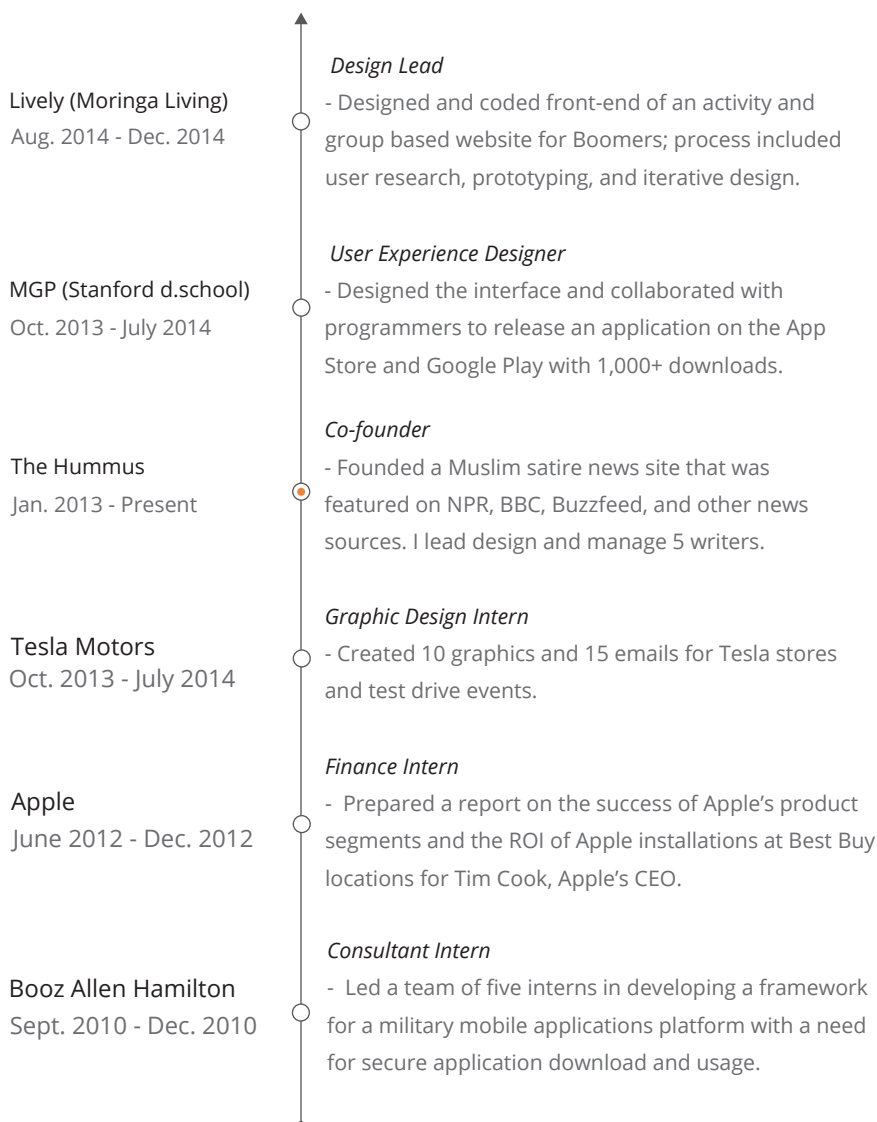 Design Lead
Lively (Moringa Living)
Aug. 2014 - Dec. 2014
- Designed and coded front-end of an activity and
group based website for Boomers; process included
user research, prototyping, and iterative design.
User Experience Designer
MGP (Stanford d.school)
Oct. 2013 - July 2014
- Designed the interface and collaborated with
programmers to release an application on the App
Store and Google Play with 1,000+ downloads.
Co-founder
The Hummus
Jan. 2013 - Present
- Founded a Muslim satire news site that was
featured on NPR, BBC, Buzzfeed, and other news
sources. I lead design and manage 5 writers.
Graphic Design Intern
Tesla Motors
Oct. 2013 - July 2014
- Created 10 graphics and 15 emails for Tesla stores
and test drive events.
Finance Intern
Apple
June 2012 - Dec. 2012
- Prepared a report on the success of Apple’s product
segments and the ROI of Apple installations at Best Buy
locations for Tim Cook, Apple’s CEO.
Consultant Intern
Booz Allen Hamilton
Sept. 2010 - Dec. 2010
- Led a team of five interns in developing a framework
for a military mobile applications platform with a need
for secure application download and usage.